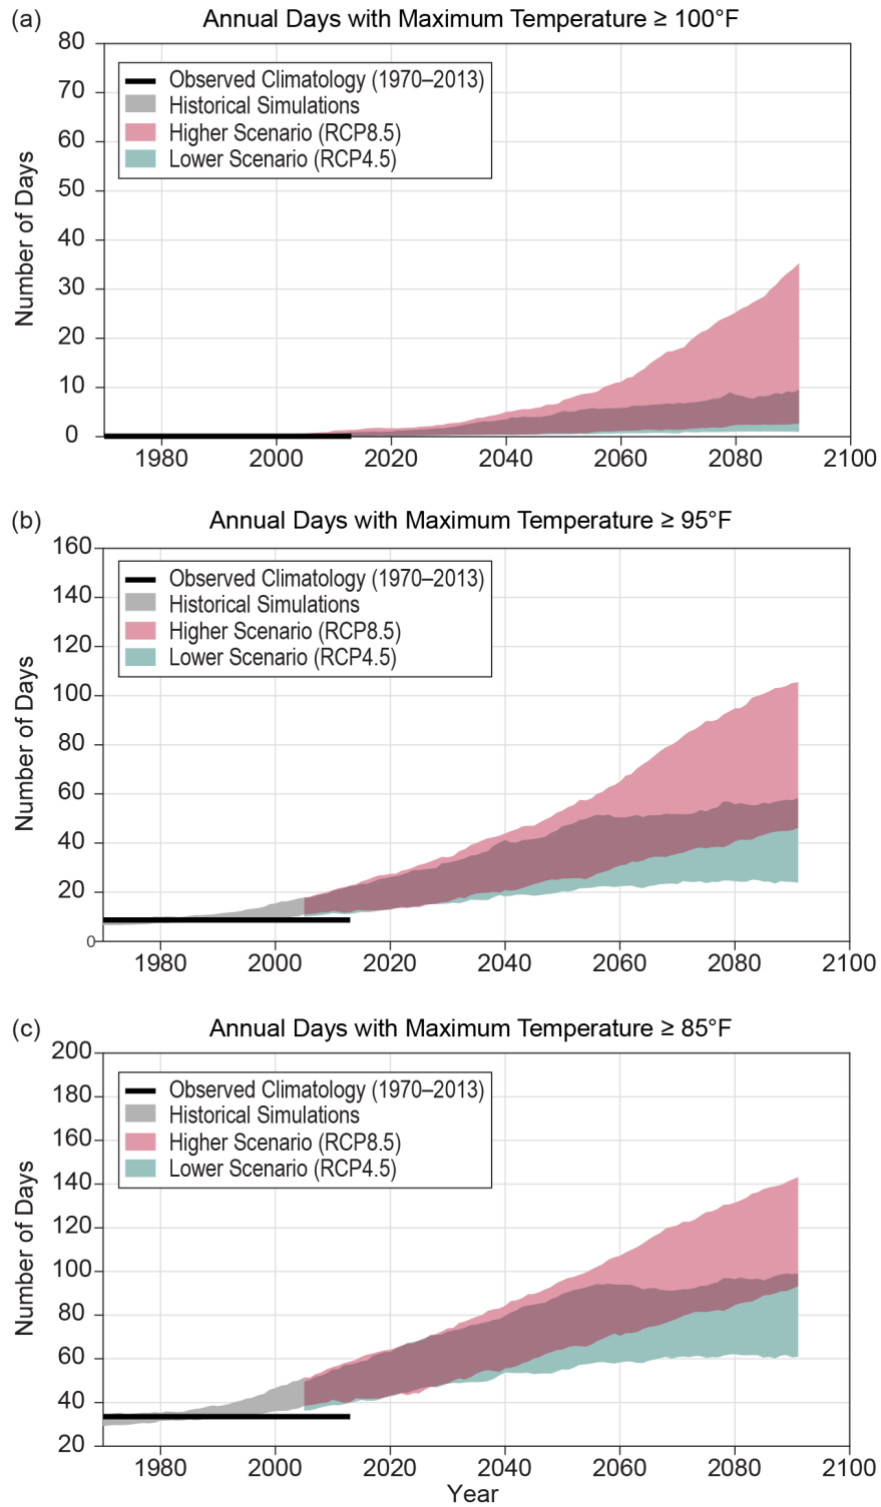 (a) Annual Days with Maximum Temperature ≥ 100°F
80
70
60
50
40
30
20
10
0
Number of Days
Observed Climatology (1970–2013)
Historical Simulations
Higher Scenario (RCP8.5)
Lower Scenario (RCP4.5)
1980 2000 2020 2040 2060 2080 2100
(b) Annual Days with Maximum Temperature ≥ 95°F
160
140
120
100
80
60
40
20
0
Number of Days
Observed Climatology (1970–2013)
Historical Simulations
Higher Scenario (RCP8.5)
Lower Scenario (RCP4.5)
1980 2000 2020 2040 2060 2080 2100
(c) Annual Days with Maximum Temperature ≥ 85°F
200
180
160
140
120
100
80
60
40
20
Number of Days
Observed Climatology (1970–2013)
Historical Simulations
Higher Scenario (RCP8.5)
Lower Scenario (RCP4.5)
1980 2000 2020 2040 2060 2080 2100
Year